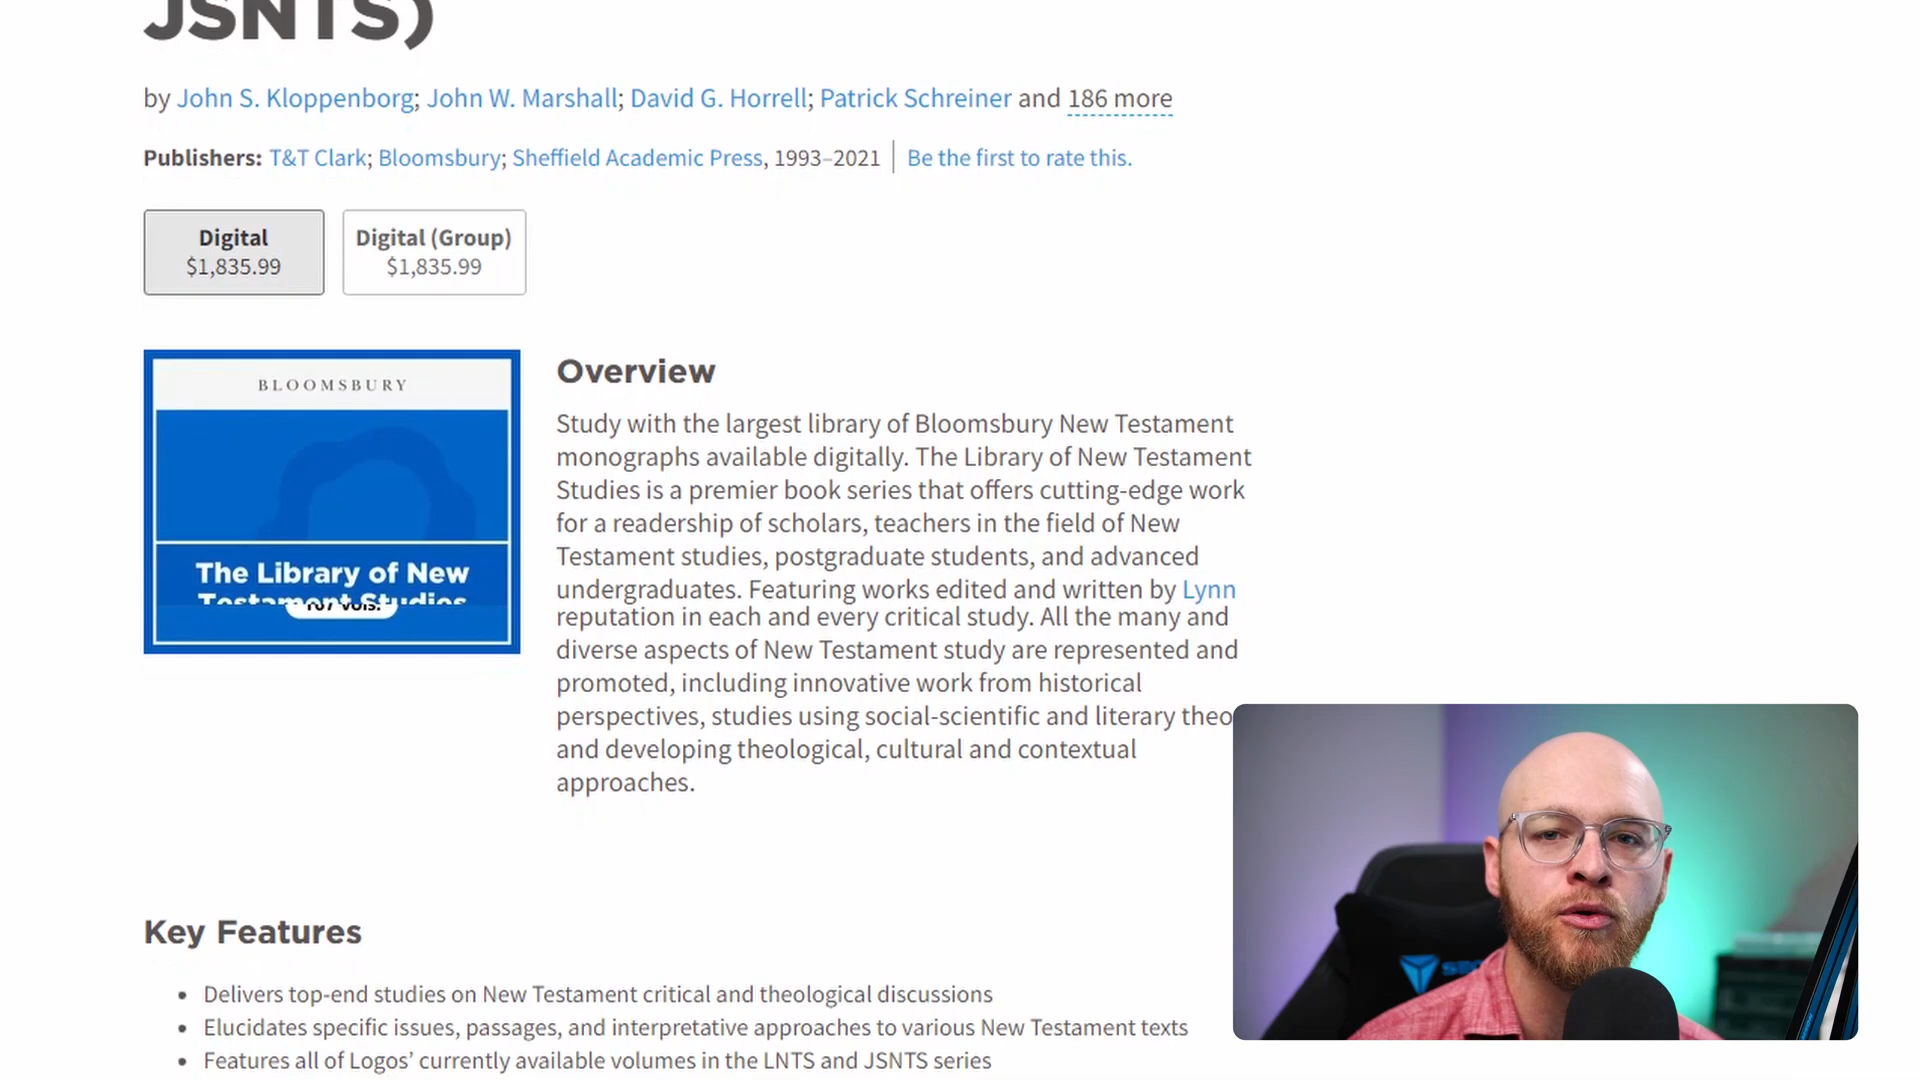 JSNTS)
by John S. Kloppenborg; John W. Marshall; David G. Horrell; Patrick Schreiner and 186 more
Publishers: T&T Clark; Bloomsbury; Sheffield Academic Press, 1993–2021 | Be the first to rate this.
Digital
$1,835.99
Digital (Group)
$1,835.99
BLOOMSBURY
The Library of New
Testament Studies
vols.
Overview
Study with the largest library of Bloomsbury New Testament
monographs available digitally. The Library of New Testament
Studies is a premier book series that offers cutting-edge work
for a readership of scholars, teachers in the field of New
Testament studies, postgraduate students, and advanced
undergraduates. Featuring works edited and written by Lynn
reputation in each and every critical study. All the many and
diverse aspects of New Testament study are represented and
promoted, including innovative work from historical
perspectives, studies using social-scientific and literary theo
and developing theological, cultural and contextual
approaches.
Key Features
• Delivers top-end studies on New Testament critical and theological discussions
• Elucidates specific issues, passages, and interpretative approaches to various New Testament texts
• Features all of Logos’ currently available volumes in the LNTS and JSNTS series